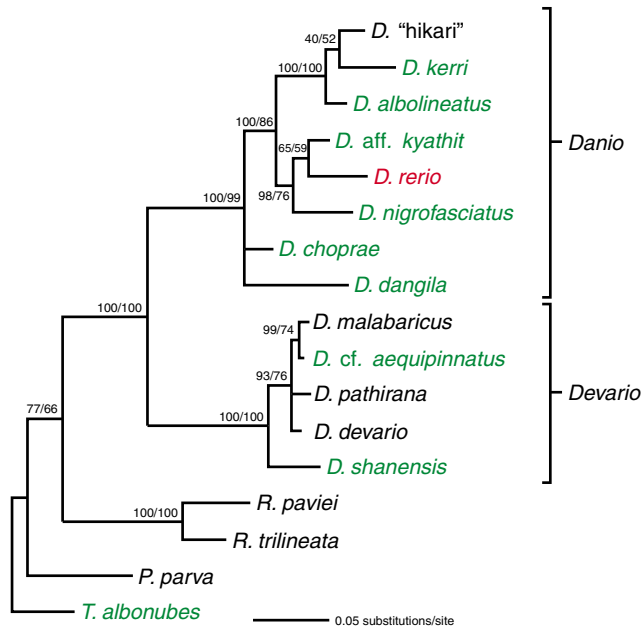 D. “hikari”
40/52
D. kerri
100/100
D. albolineatus
100/86
D. aff. kyathit
65/59
Danio
D. rerio
98/76
100/99
D. nigrofasciatus
D. choprae
D. dangila
100/100
D. malabaricus
99/74
D. cf. aequipinnatus
93/76
D. pathirana
Devario
77/66
100/100
D. devario
D. shanensis
R. paviei
100/100
R. trilineata
P. parva
T. albonubes
0.05 substitutions/site